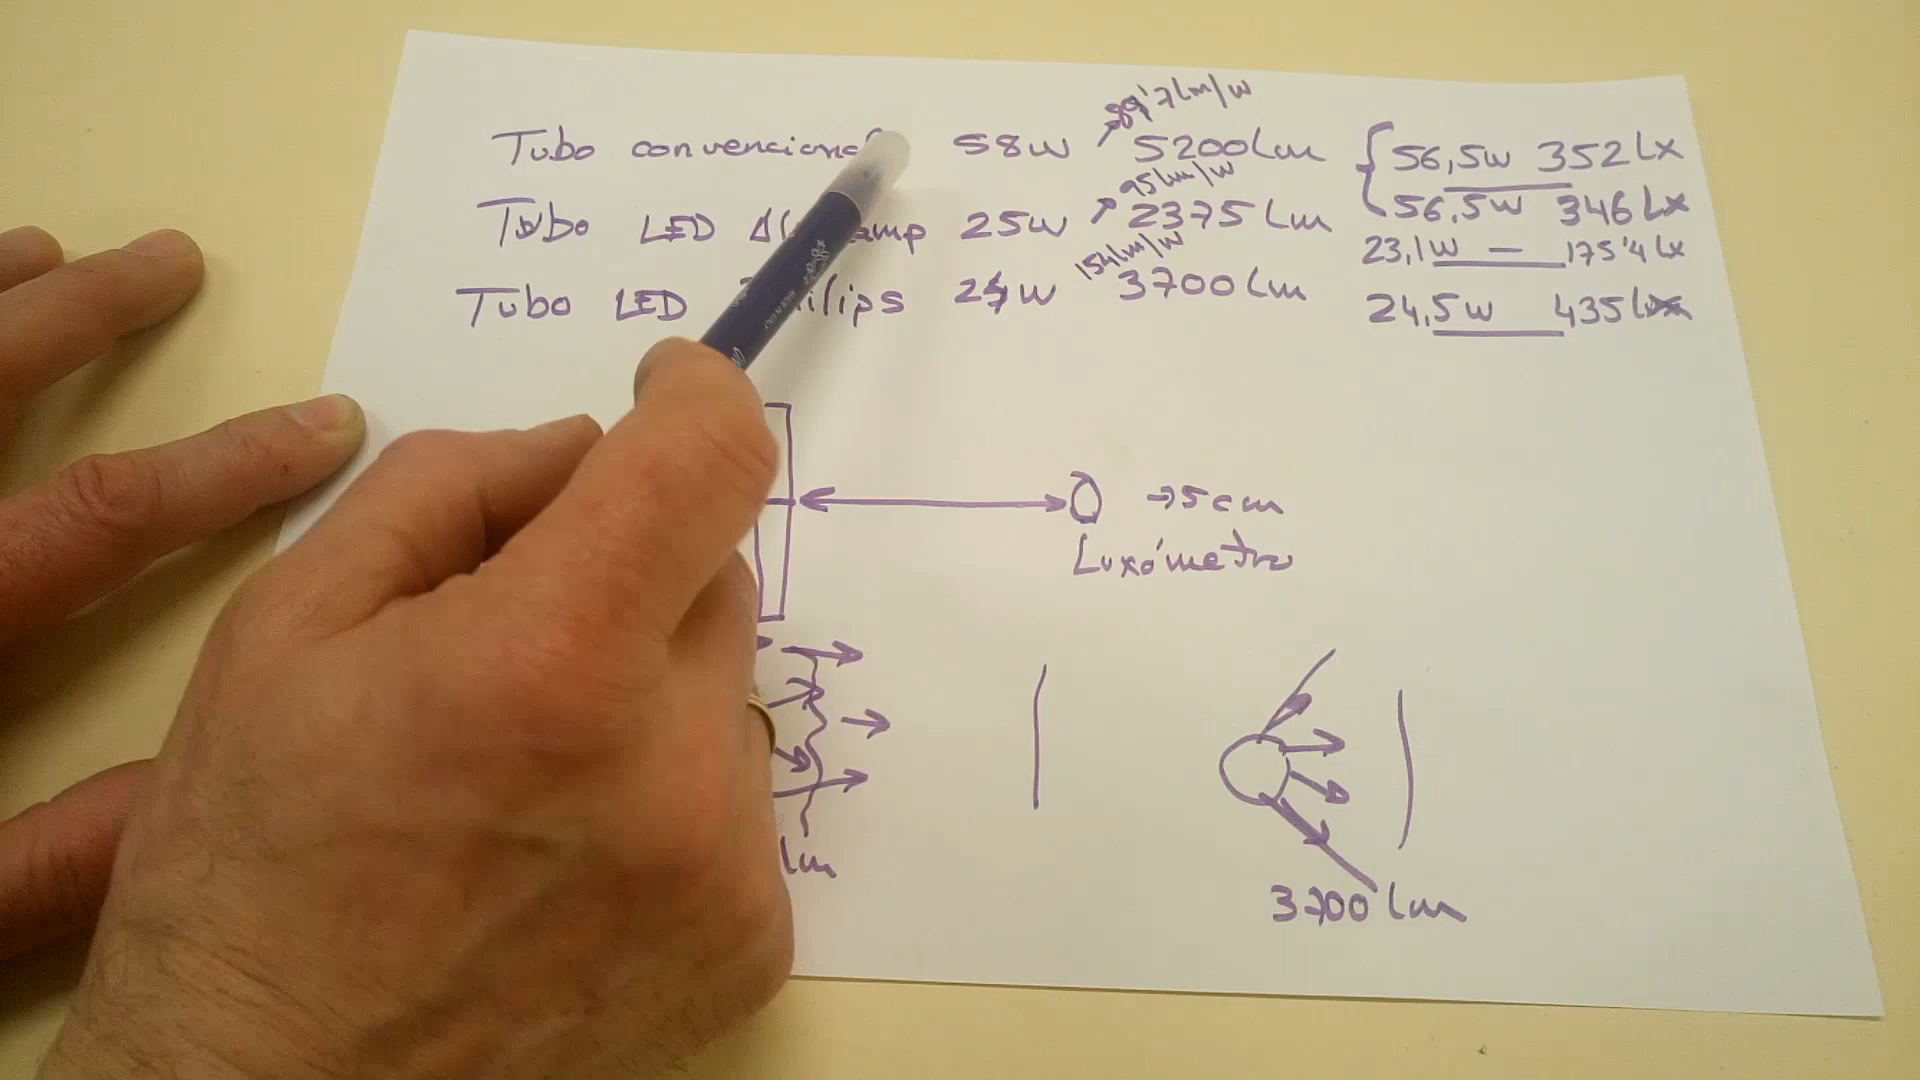 Tubo convencional 58w 5200Lm 89'7Lm/w 56,5w 352Lx
56,5w 346Lx
Tubo LED 25w 2375Lm 95Lm/w 23,1w — 175'4Lx
Tubo LED 24W 3700Lm 154Lm/w 24,5w 435Lx
→5cm
Luxómetro
Lm
3700Lm